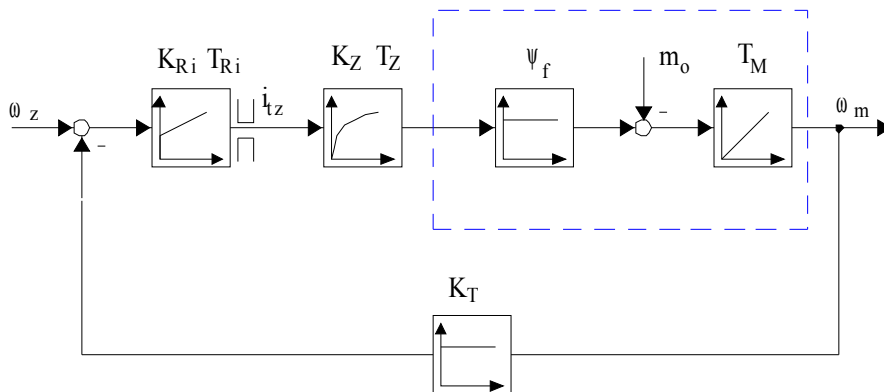 K_Ri T_Ri
K_Z T_Z
ψ_f
m_o
T_M
ω_z
i_tz
ω_m
-
-
K_T